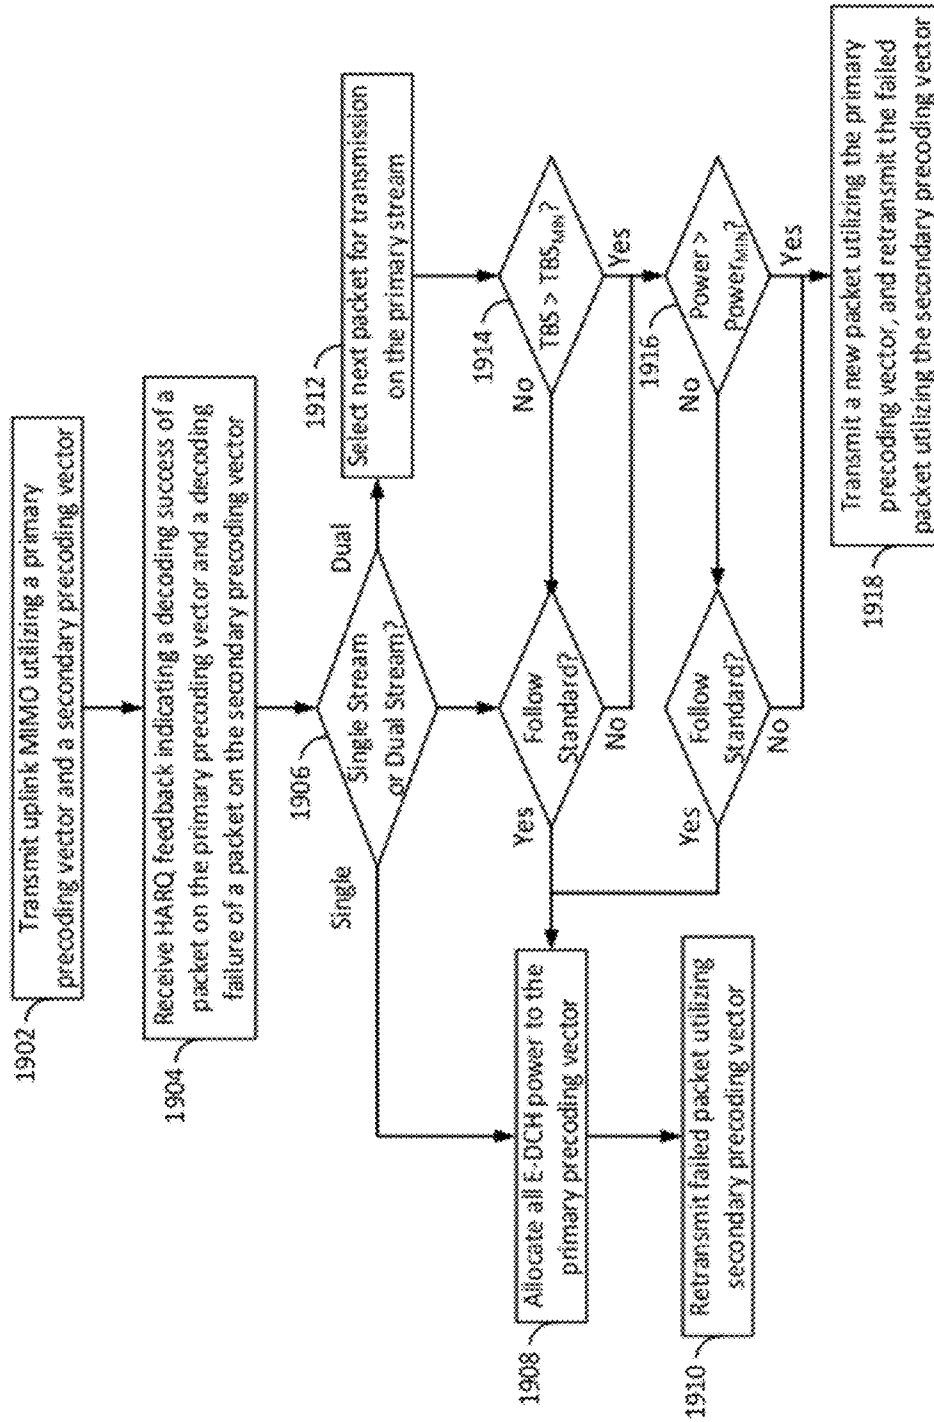 1902
Transmit uplink MIMO utilizing a primary
precoding vector and a secondary precoding vector
1904
Receive HARQ feedback indicating a decoding success of a
packet on the primary precoding vector and a decoding
failure of a packet on the secondary precoding vector
1906
Single Stream
or Dual Stream?
Single
Dual
1912
Select next packet for transmission
on the primary stream
1914
TBS > TBSMIN?
No
Yes
Follow
Standard?
Yes
No
1908
Allocate all E-DCH power to the
primary precoding vector
1916
Power >
PowerMIN?
No
Yes
Follow
Standard?
Yes
No
1910
Retransmit failed packet utilizing
secondary precoding vector
1918
Transmit a new packet utilizing the primary
precoding vector, and retransmit the failed
packet utilizing the secondary precoding vector